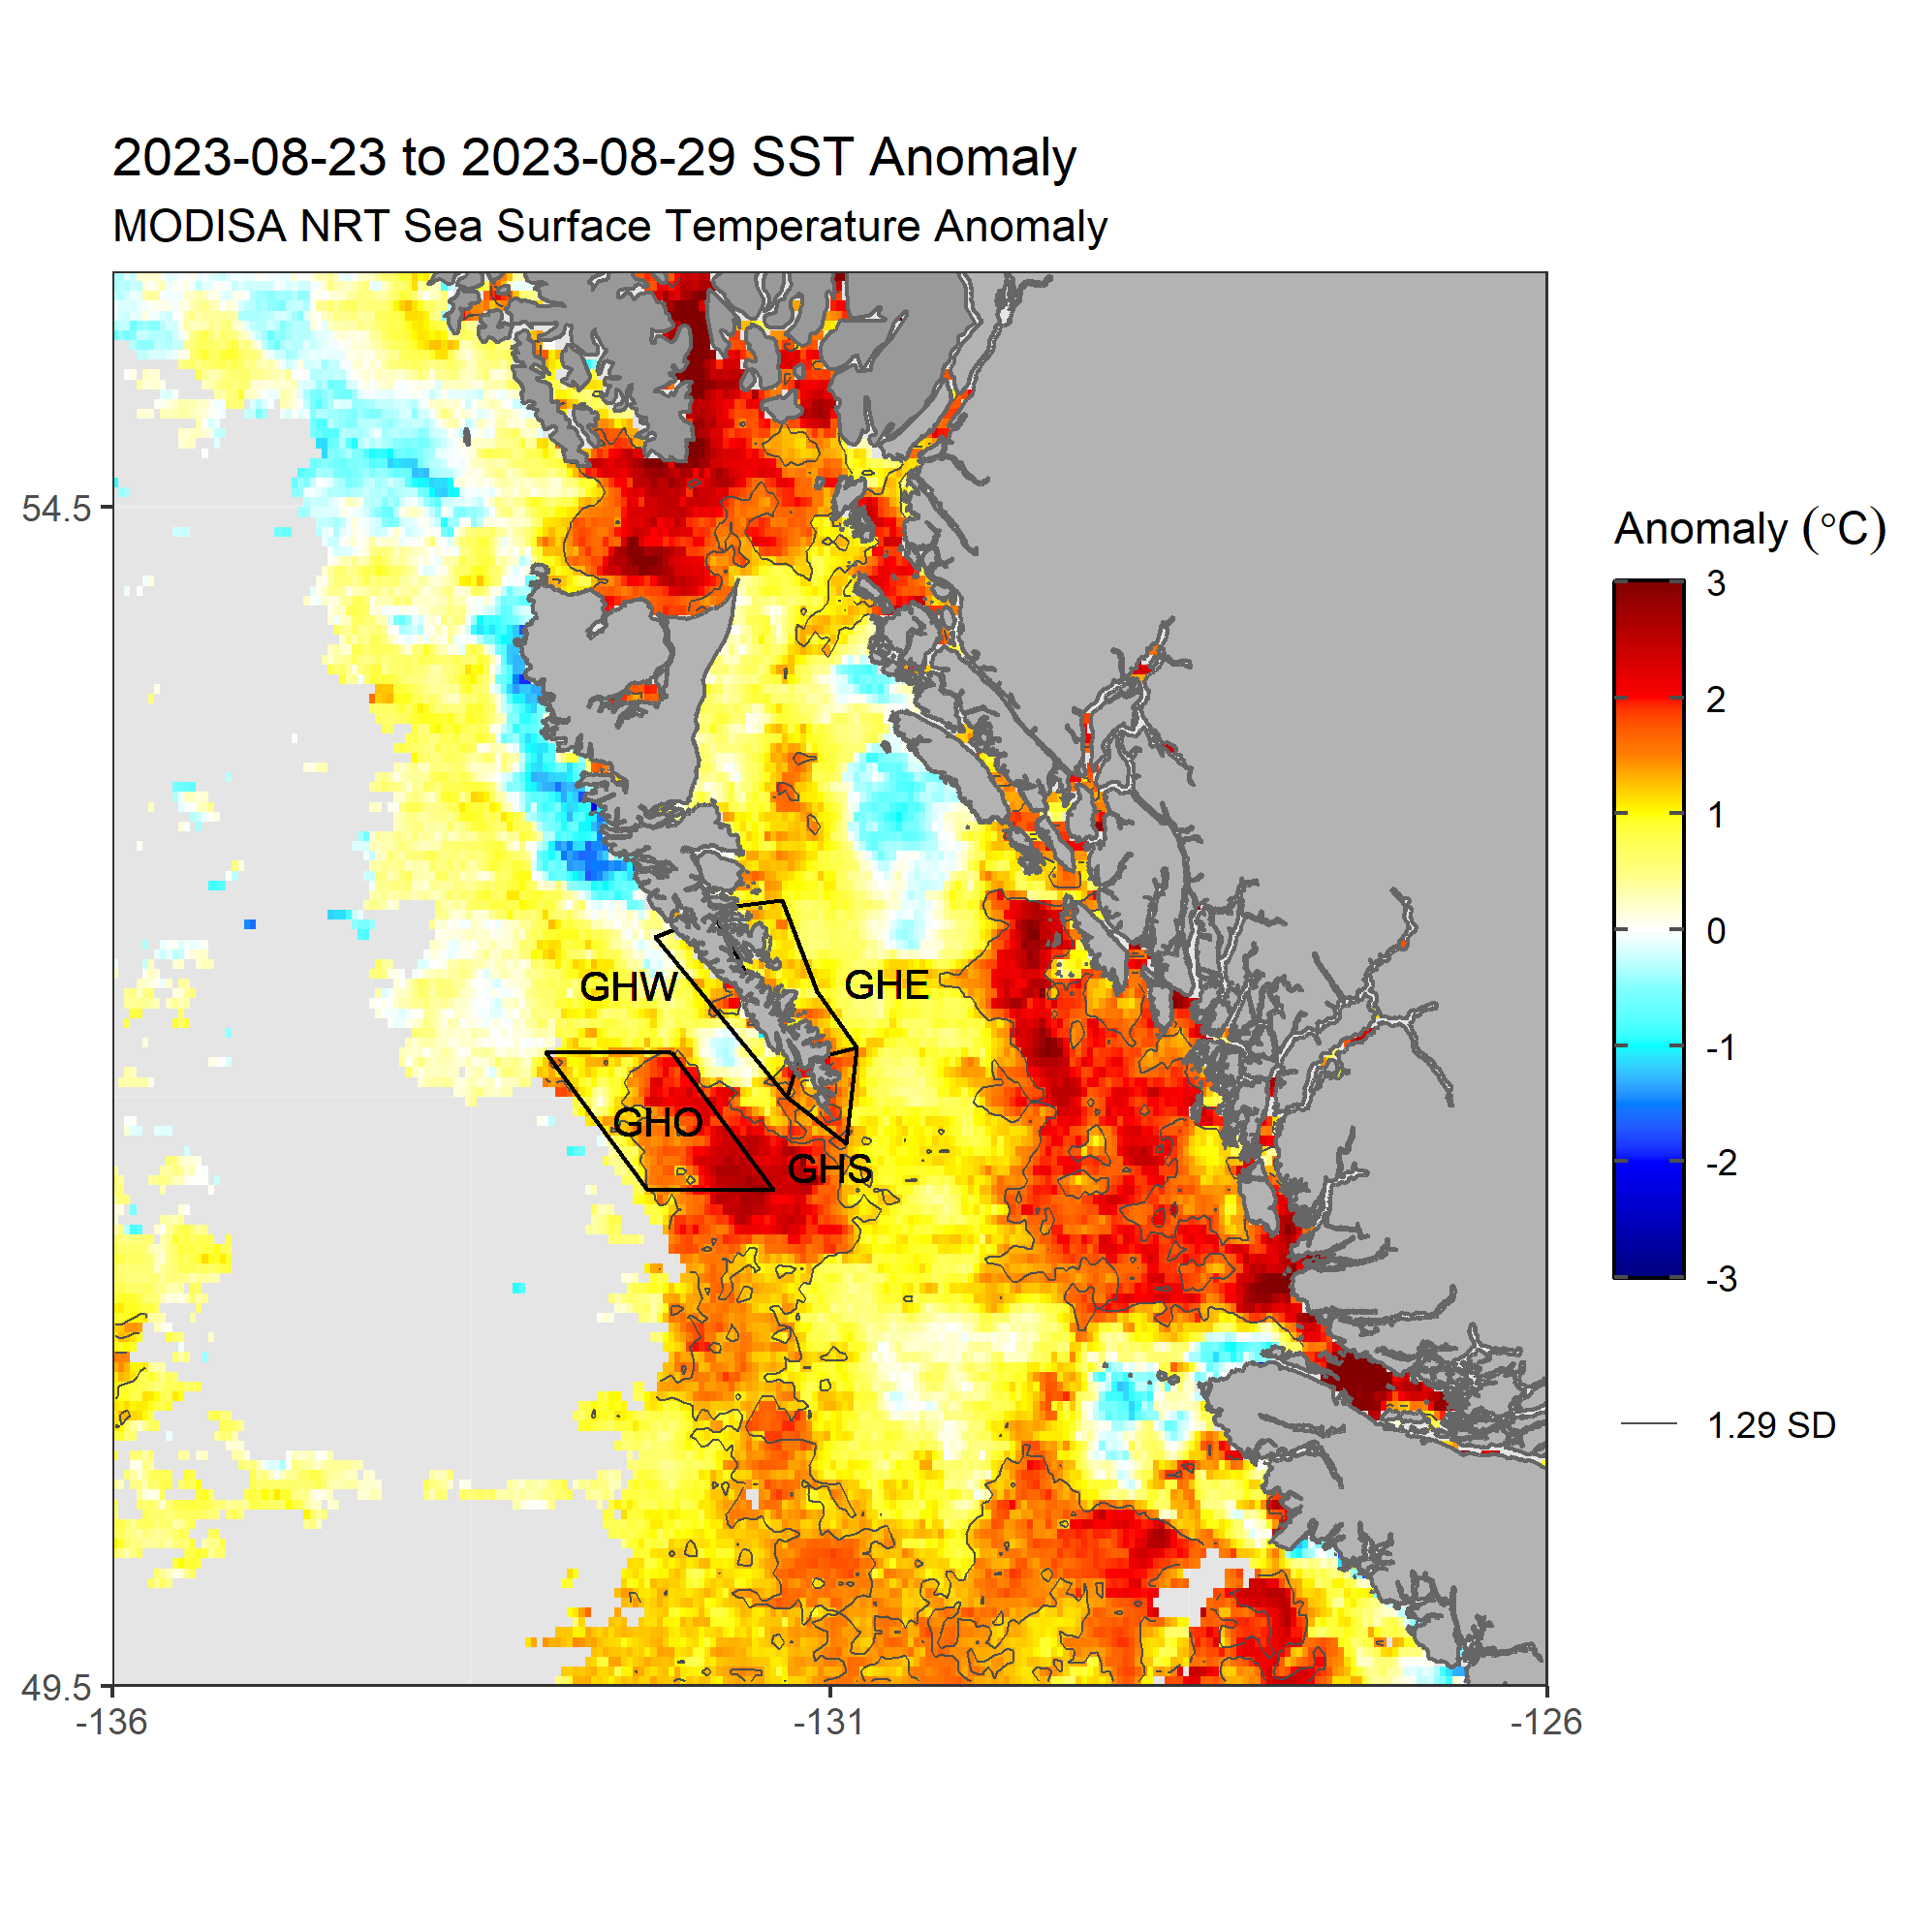 2023-08-23 to 2023-08-29 SST Anomaly
MODISA NRT Sea Surface Temperature Anomaly
54.5
49.5
-136
-131
-126
GHW
GHE
GHO
GHS
Anomaly (°C)
3
2
1
0
-1
-2
-3
1.29 SD